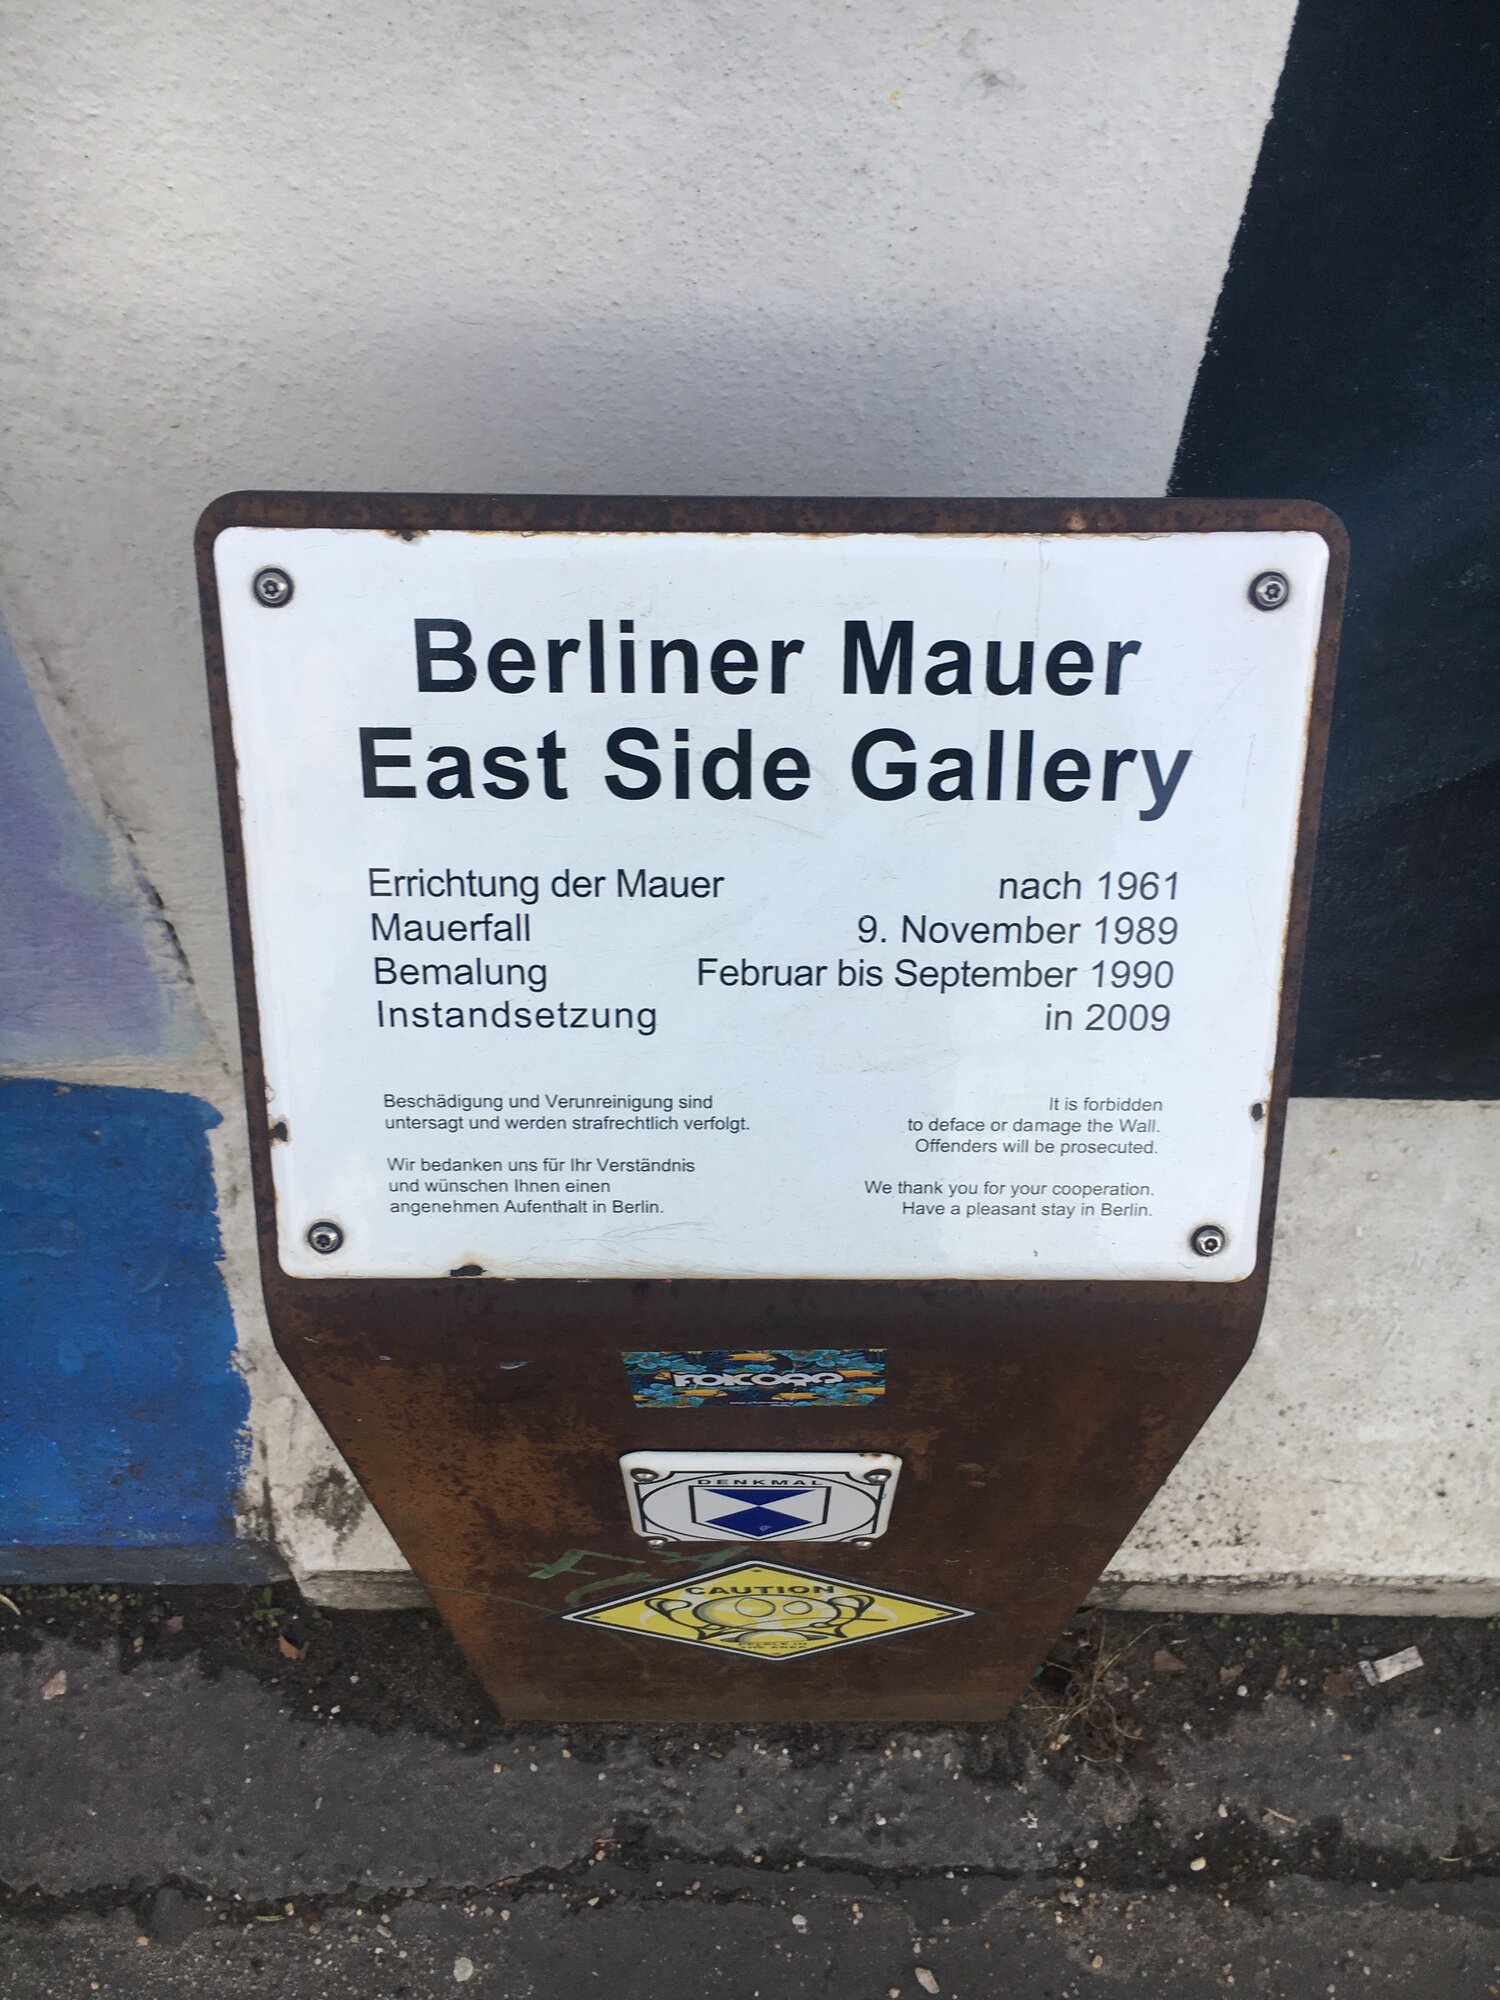 Berliner Mauer
East Side Gallery
Errichtung der Mauer nach 1961
Mauerfall 9. November 1989
Bemalung Februar bis September 1990
Instandsetzung in 2009
Beschädigung und Verunreinigung sind
untersagt und werden strafrechtlich verfolgt.
Wir bedanken uns für Ihr Verständnis
und wünschen Ihnen einen
angenehmen Aufenthalt in Berlin.
It is forbidden
to deface or damage the Wall.
Offenders will be prosecuted.
We thank you for your cooperation.
Have a pleasant stay in Berlin.
DENKMAL
CAUTION